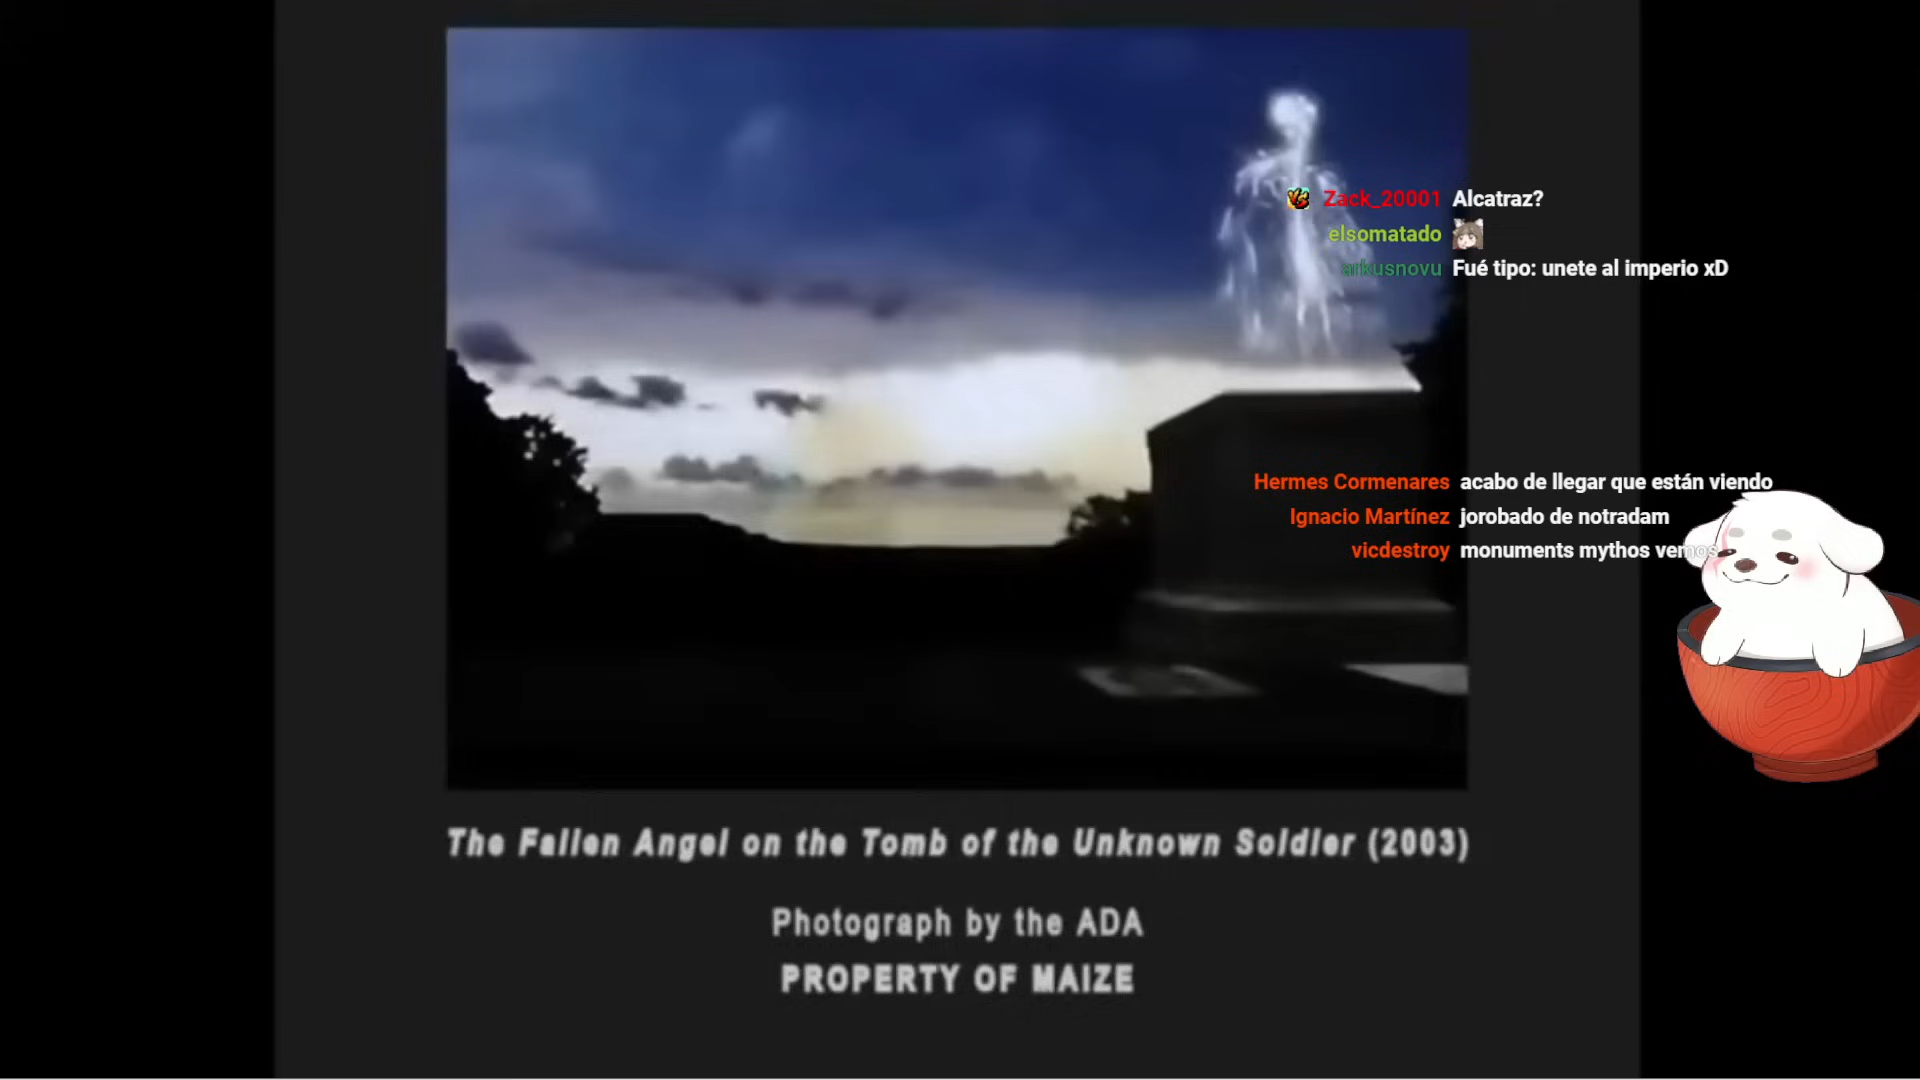 Zack_20001 Alcatraz?
elsomatado
arkusnovu Fué tipo: unete al imperio xD
Hermes Cormenares acabo de llegar que están viendo
Ignacio Martínez jorobado de notradam
vicdestroy monuments mythos vemos
The Fallen Angel on the Tomb of the Unknown Soldier (2003)
Photograph by the ADA
PROPERTY OF MAIZE